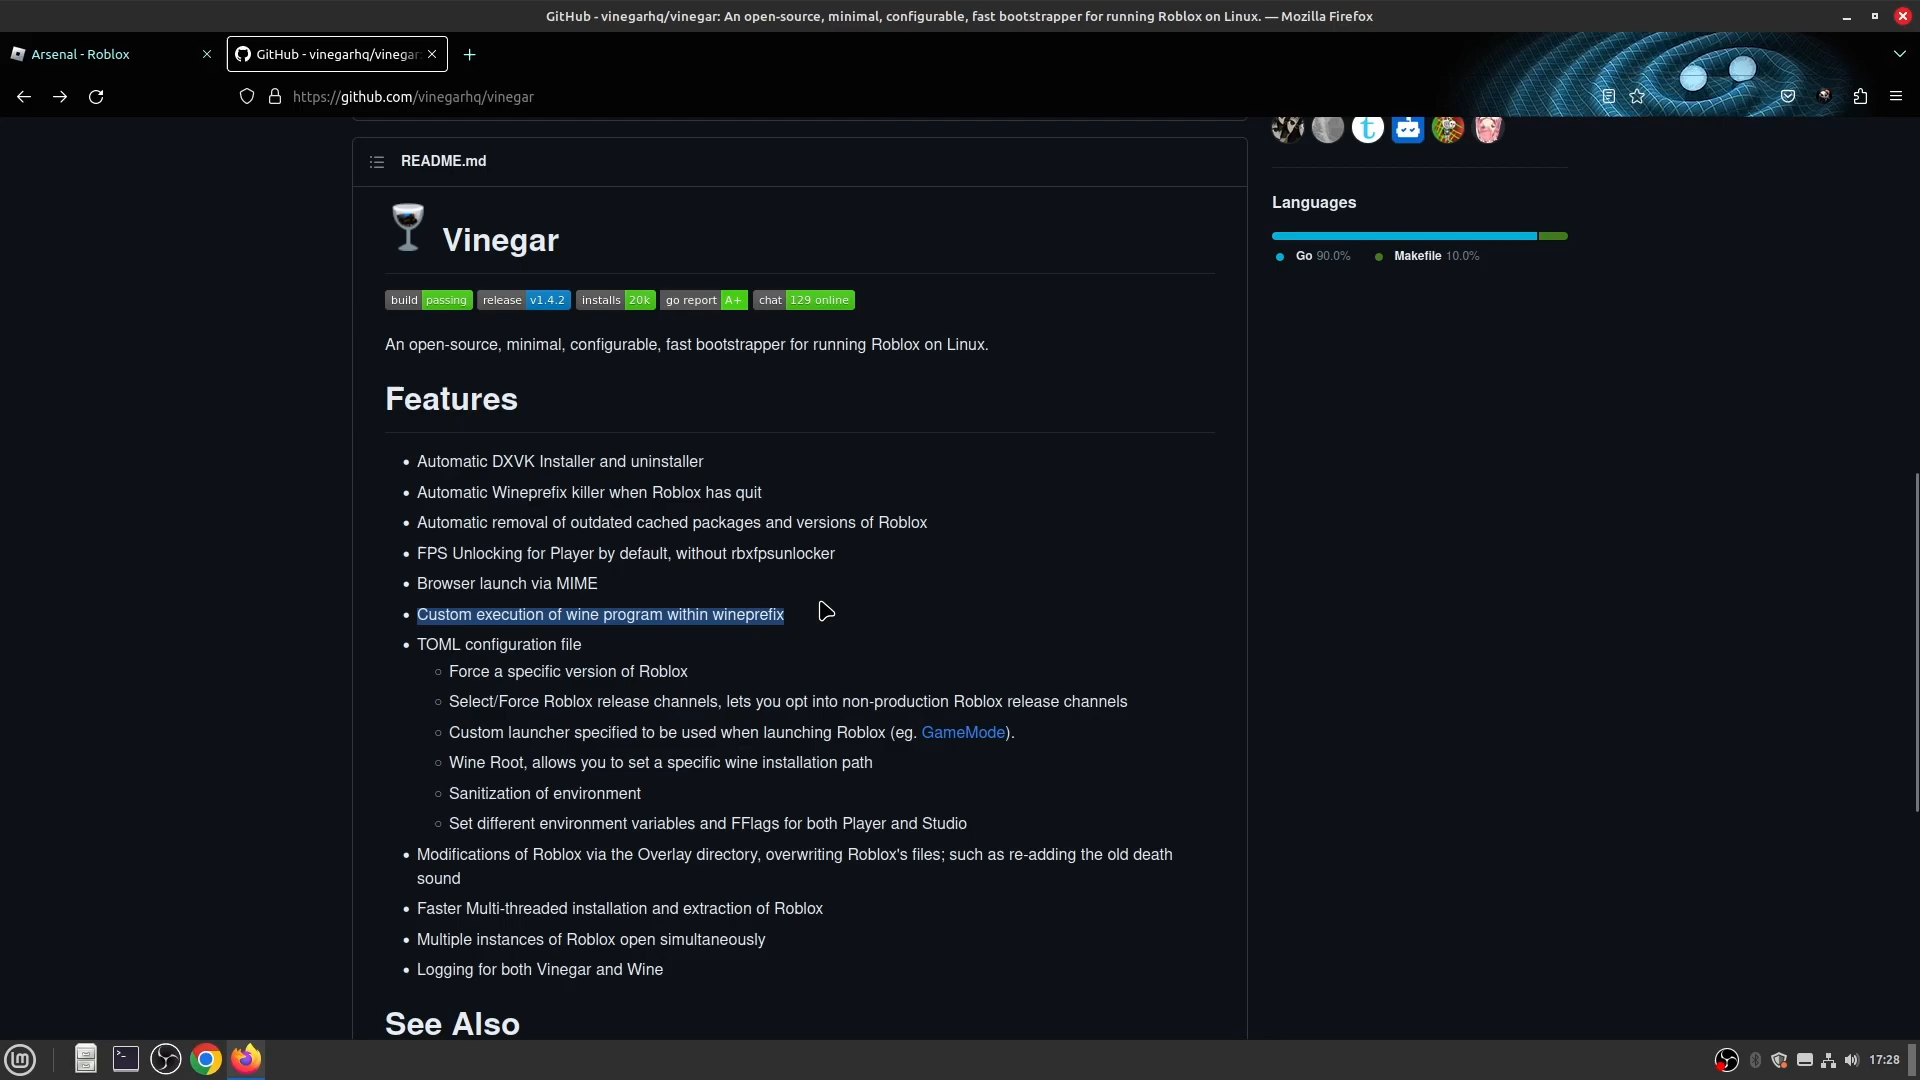 GitHub - vinegarhq/vinegar: An open-source, minimal, configurable, fast bootstrapper for running Roblox on Linux. — Mozilla Firefox
Arsenal - Roblox
GitHub - vinegarhq/vinegar:
https://github.com/vinegarhq/vinegar
README.md
Vinegar
build passing release v1.4.2 installs 20k go report A+ chat 129 online
An open-source, minimal, configurable, fast bootstrapper for running Roblox on Linux.
Features
Automatic DXVK Installer and uninstaller
Automatic Wineprefix killer when Roblox has quit
Automatic removal of outdated cached packages and versions of Roblox
FPS Unlocking for Player by default, without rbxfpsunlocker
Browser launch via MIME
Custom execution of wine program within wineprefix
TOML configuration file
Force a specific version of Roblox
Select/Force Roblox release channels, lets you opt into non-production Roblox release channels
Custom launcher specified to be used when launching Roblox (eg. GameMode).
Wine Root, allows you to set a specific wine installation path
Sanitization of environment
Set different environment variables and FFlags for both Player and Studio
Modifications of Roblox via the Overlay directory, overwriting Roblox's files; such as re-adding the old death
sound
Faster Multi-threaded installation and extraction of Roblox
Multiple instances of Roblox open simultaneously
Logging for both Vinegar and Wine
See Also
Languages
Go 90.0% Makefile 10.0%
17:28